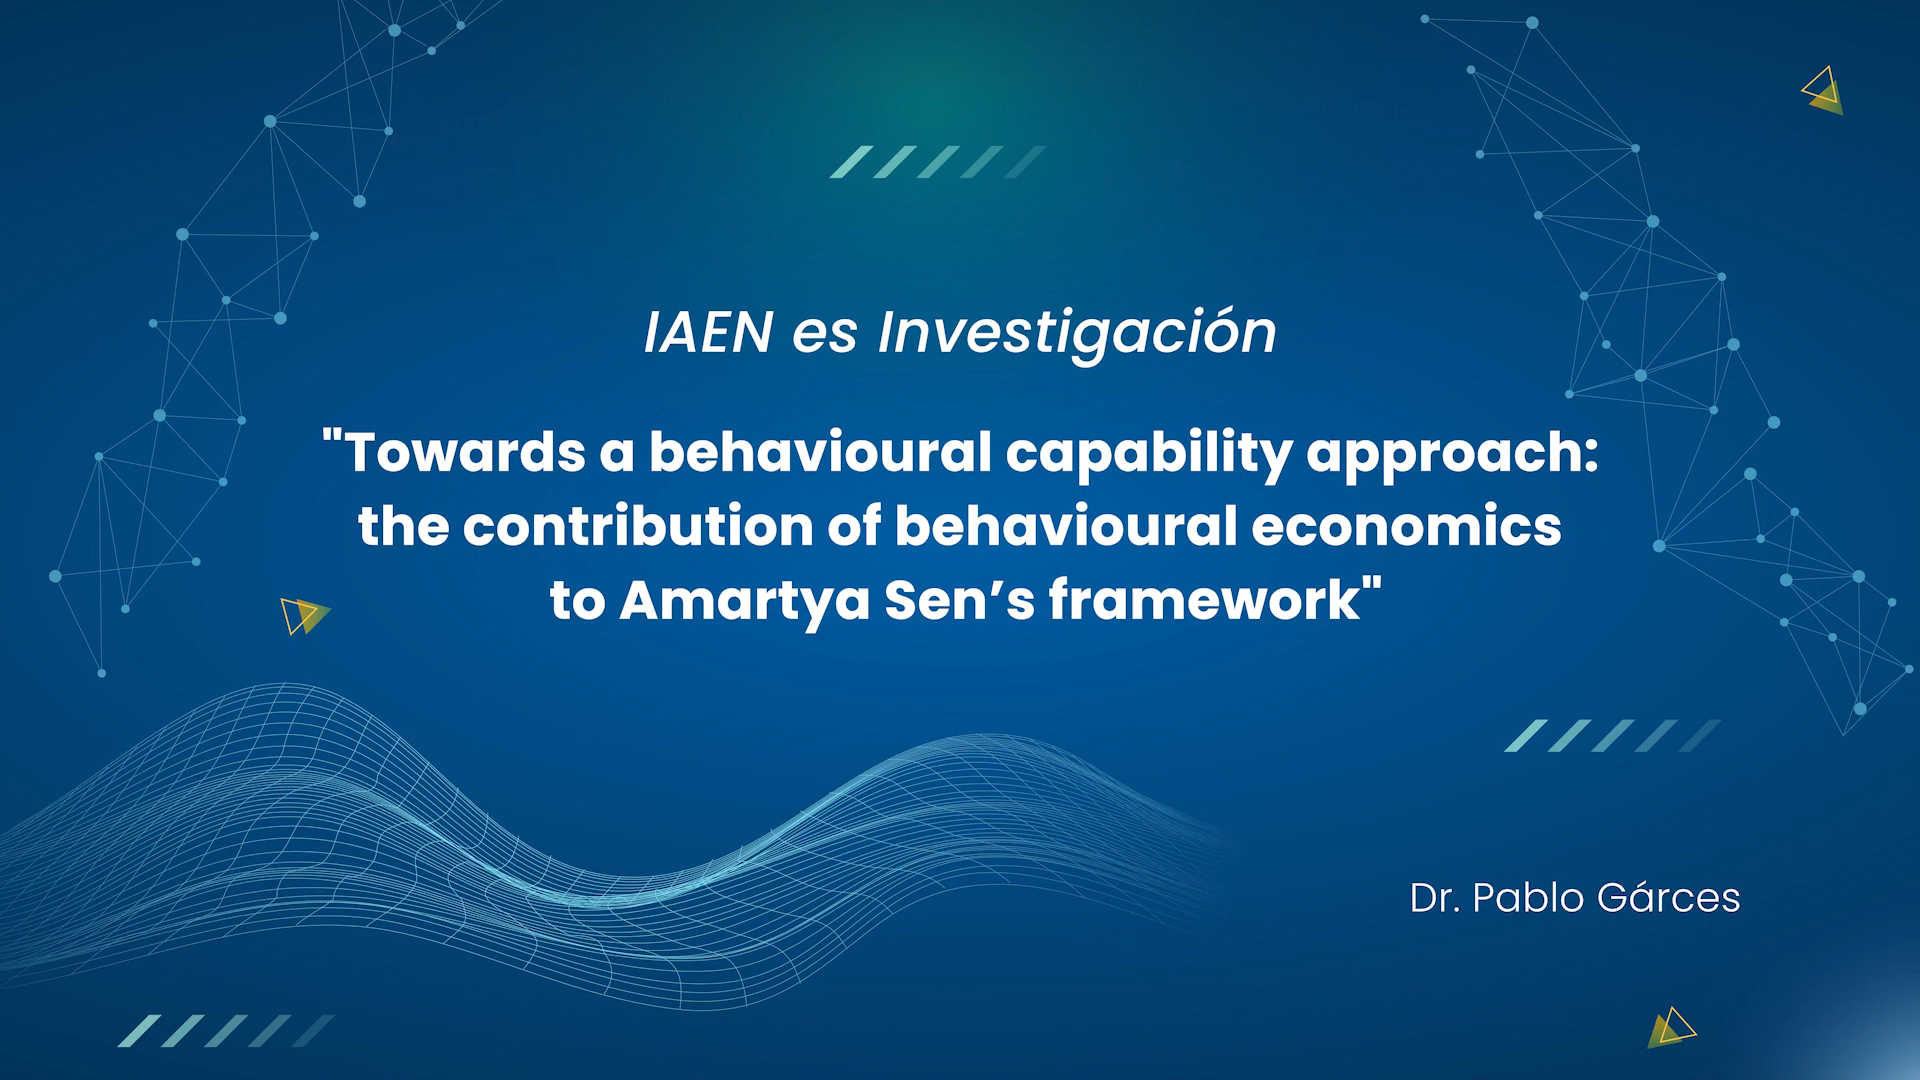 IAEN es Investigación
"Towards a behavioural capability approach:
the contribution of behavioural economics
to Amartya Sen’s framework"
Dr. Pablo Gárces